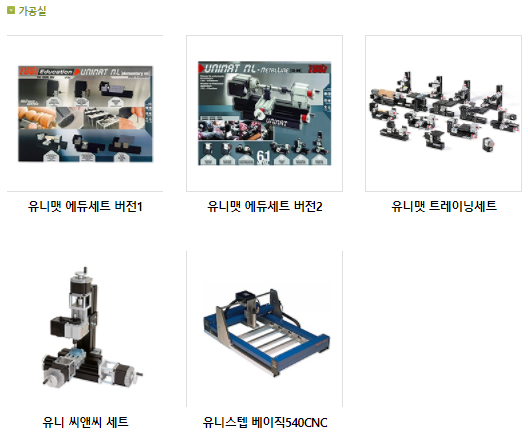 가공실
Education
UNIMAT ML
UNIMAT ML - METALLINE
6 in 1
유니맷 에듀세트 버전1
유니맷 에듀세트 버전2
유니맷 트레이닝세트
유니 씨앤씨 세트
유니스텝 베이직540CNC